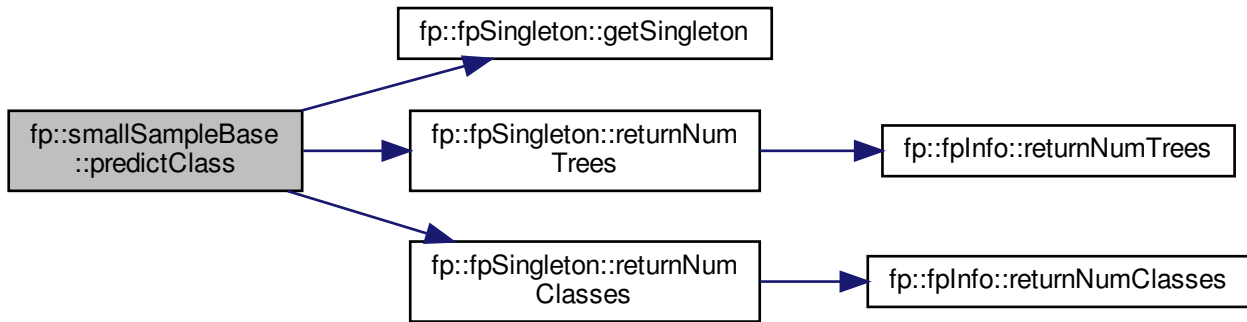 fp::fpSingleton::getSingleton
fp::smallSampleBase
::predictClass
fp::fpSingleton::returnNum
Trees
fp::fpInfo::returnNumTrees
fp::fpSingleton::returnNum
Classes
fp::fpInfo::returnNumClasses